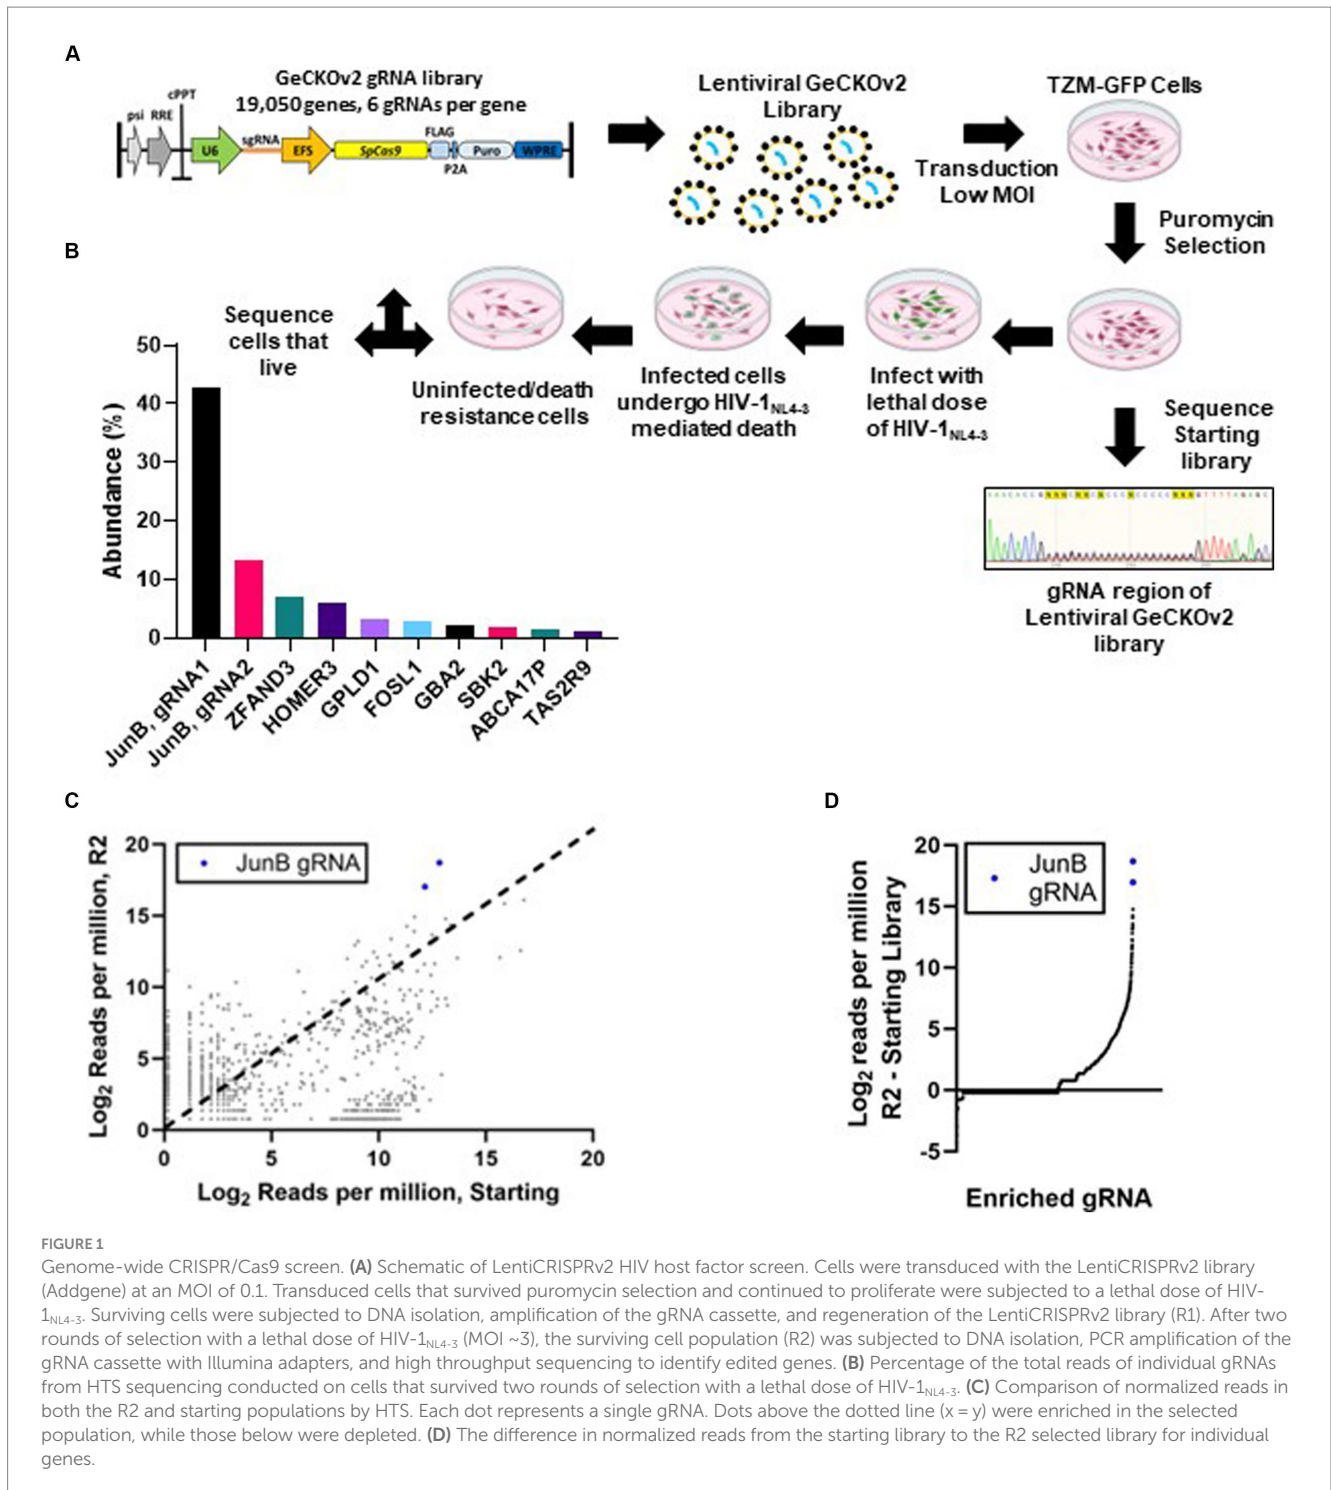 A
GeCKOv2 gRNA library
19,050 genes, 6 gRNAs per gene
cPPT
psi RRE
U6
sgRNA
EFS
SpCas9
FLAG
P2A
Puro
WPRE
Lentiviral GeCKOv2
Library
Transduction
Low MOI
TZM-GFP Cells
Puromycin
Selection
B
Sequence
cells that
live
Uninfected/death
resistance cells
Infected cells
undergo HIV-1NL4-3
mediated death
Infect with
lethal dose
of HIV-1NL4-3
Sequence
Starting
library
gRNA region of
Lentiviral GeCKOv2
library
Abundance (%)
50
40
30
20
10
0
JunB, gRNA1
JunB, gRNA2
ZFAND3
HOMER3
GPLD1
FOSL1
GBA2
SBK2
ABCA17P
TAS2R9
C
Log2 Reads per million, R2
20
15
10
5
0
JunB gRNA
0 5 10 15 20
Log2 Reads per million, Starting
D
Log2 reads per million
R2 - Starting Library
20
15
10
5
0
-5
JunB
gRNA
Enriched gRNA
FIGURE 1
Genome-wide CRISPR/Cas9 screen. (A) Schematic of LentiCRISPRv2 HIV host factor screen. Cells were transduced with the LentiCRISPRv2 library
(Addgene) at an MOI of 0.1. Transduced cells that survived puromycin selection and continued to proliferate were subjected to a lethal dose of HIV-
1NL4-3. Surviving cells were subjected to DNA isolation, amplification of the gRNA cassette, and regeneration of the LentiCRISPRv2 library (R1). After two
rounds of selection with a lethal dose of HIV-1NL4-3 (MOI ~3), the surviving cell population (R2) was subjected to DNA isolation, PCR amplification of the
gRNA cassette with Illumina adapters, and high throughput sequencing to identify edited genes. (B) Percentage of the total reads of individual gRNAs
from HTS sequencing conducted on cells that survived two rounds of selection with a lethal dose of HIV-1NL4-3. (C) Comparison of normalized reads in
both the R2 and starting populations by HTS. Each dot represents a single gRNA. Dots above the dotted line (x = y) were enriched in the selected
population, while those below were depleted. (D) The difference in normalized reads from the starting library to the R2 selected library for individual
genes.